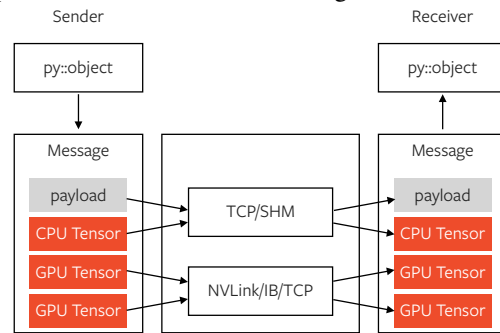 Sender
Receiver
py::object
py::object
Message
Message
payload
TCP/SHM
payload
CPU Tensor
CPU Tensor
GPU Tensor
NVLink/IB/TCP
GPU Tensor
GPU Tensor
GPU Tensor